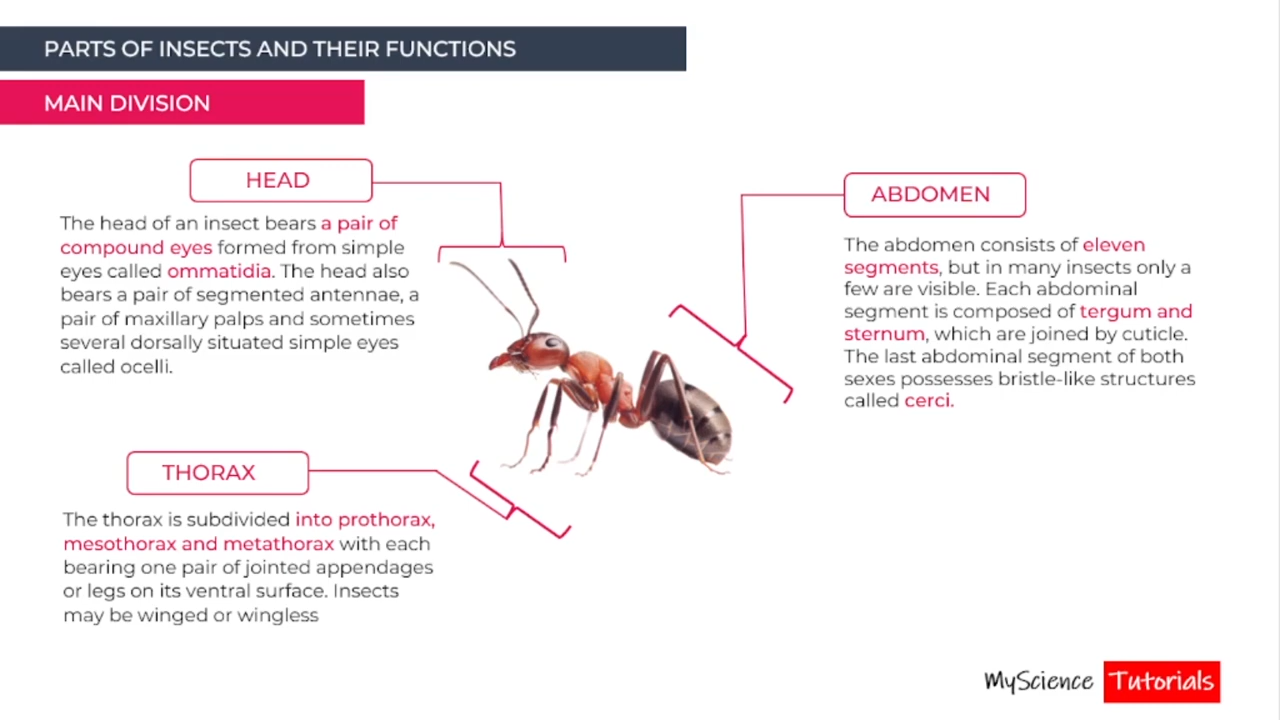 PARTS OF INSECTS AND THEIR FUNCTIONS
MAIN DIVISION
HEAD
The head of an insect bears a pair of
compound eyes formed from simple
eyes called ommatidia. The head also
bears a pair of segmented antennae, a
pair of maxillary palps and sometimes
several dorsally situated simple eyes
called ocelli.
THORAX
The thorax is subdivided into prothorax,
mesothorax and metathorax with each
bearing one pair of jointed appendages
or legs on its ventral surface. Insects
may be winged or wingless
ABDOMEN
The abdomen consists of eleven
segments, but in many insects only a
few are visible. Each abdominal
segment is composed of tergum and
sternum, which are joined by cuticle.
The last abdominal segment of both
sexes possesses bristle-like structures
called cerci.
MyScience Tutorials